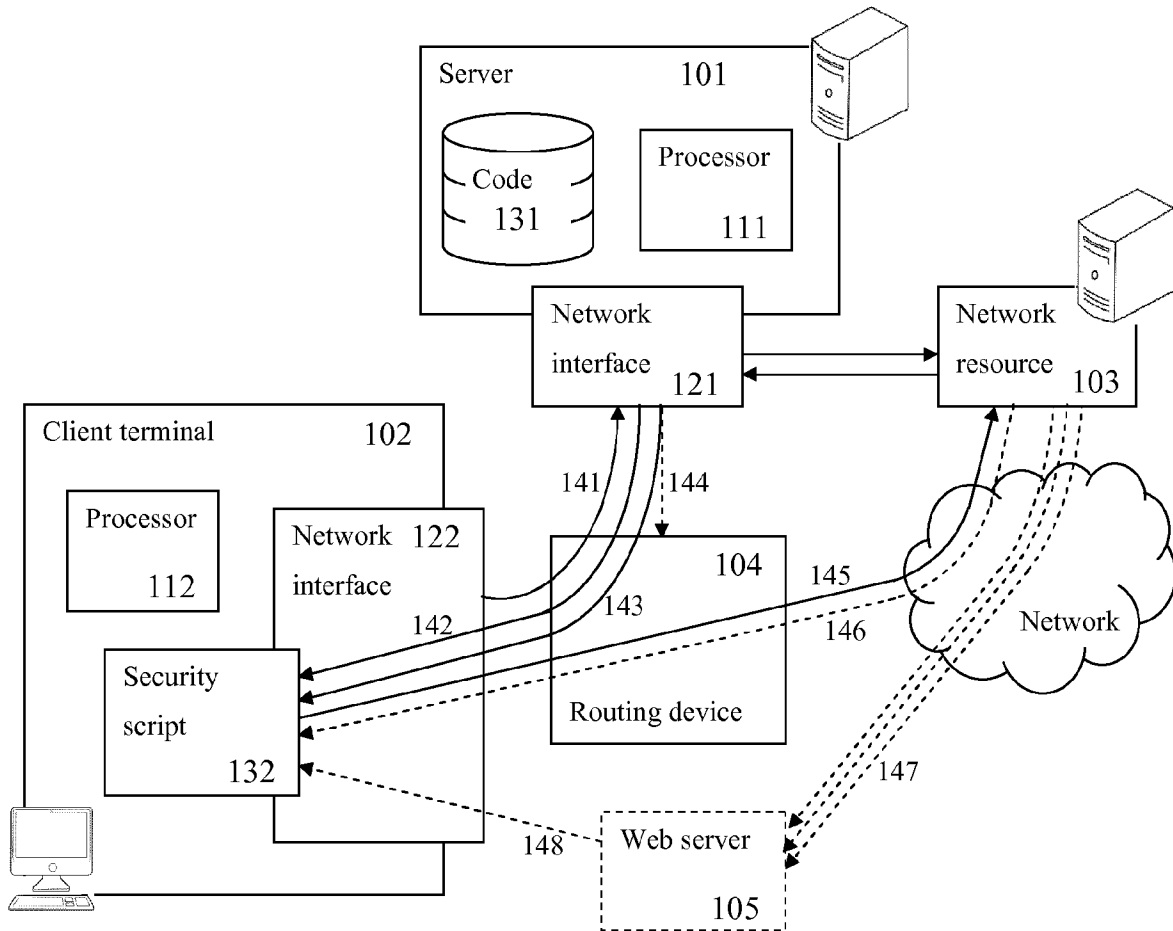 Server 101
Code
131
Processor
111
Network
interface
121
Network
resource
103
Client terminal 102
Processor
112
Network
interface
122
Security
script
132
141
142
143
144
104
Routing device
145
146
Network
147
148
Web server
105